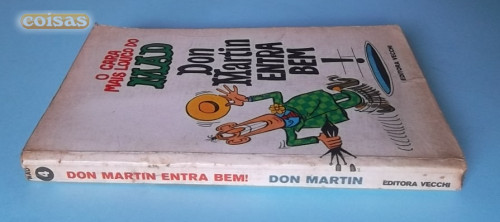 coisas
O CARA
MAIS LOUCO DO
MAD
Don
Martin
ENTRA
BEM
!
EDITORA VECCHI
MAD
4
DON MARTIN ENTRA BEM!
DON MARTIN
EDITORA VECCHI